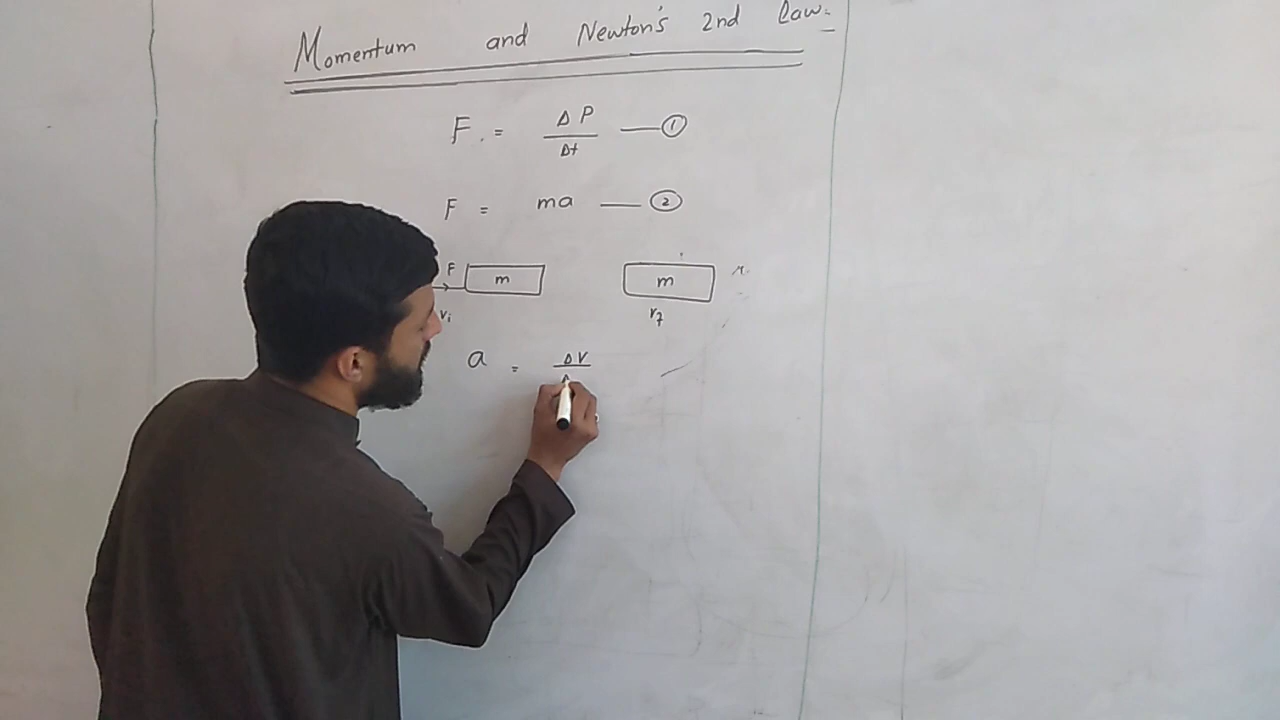 Momentum and Newton's 2nd law.
F = ΔP/Δt — ①
F = ma — ②
F m m
vi vf
a = ΔV/Δ